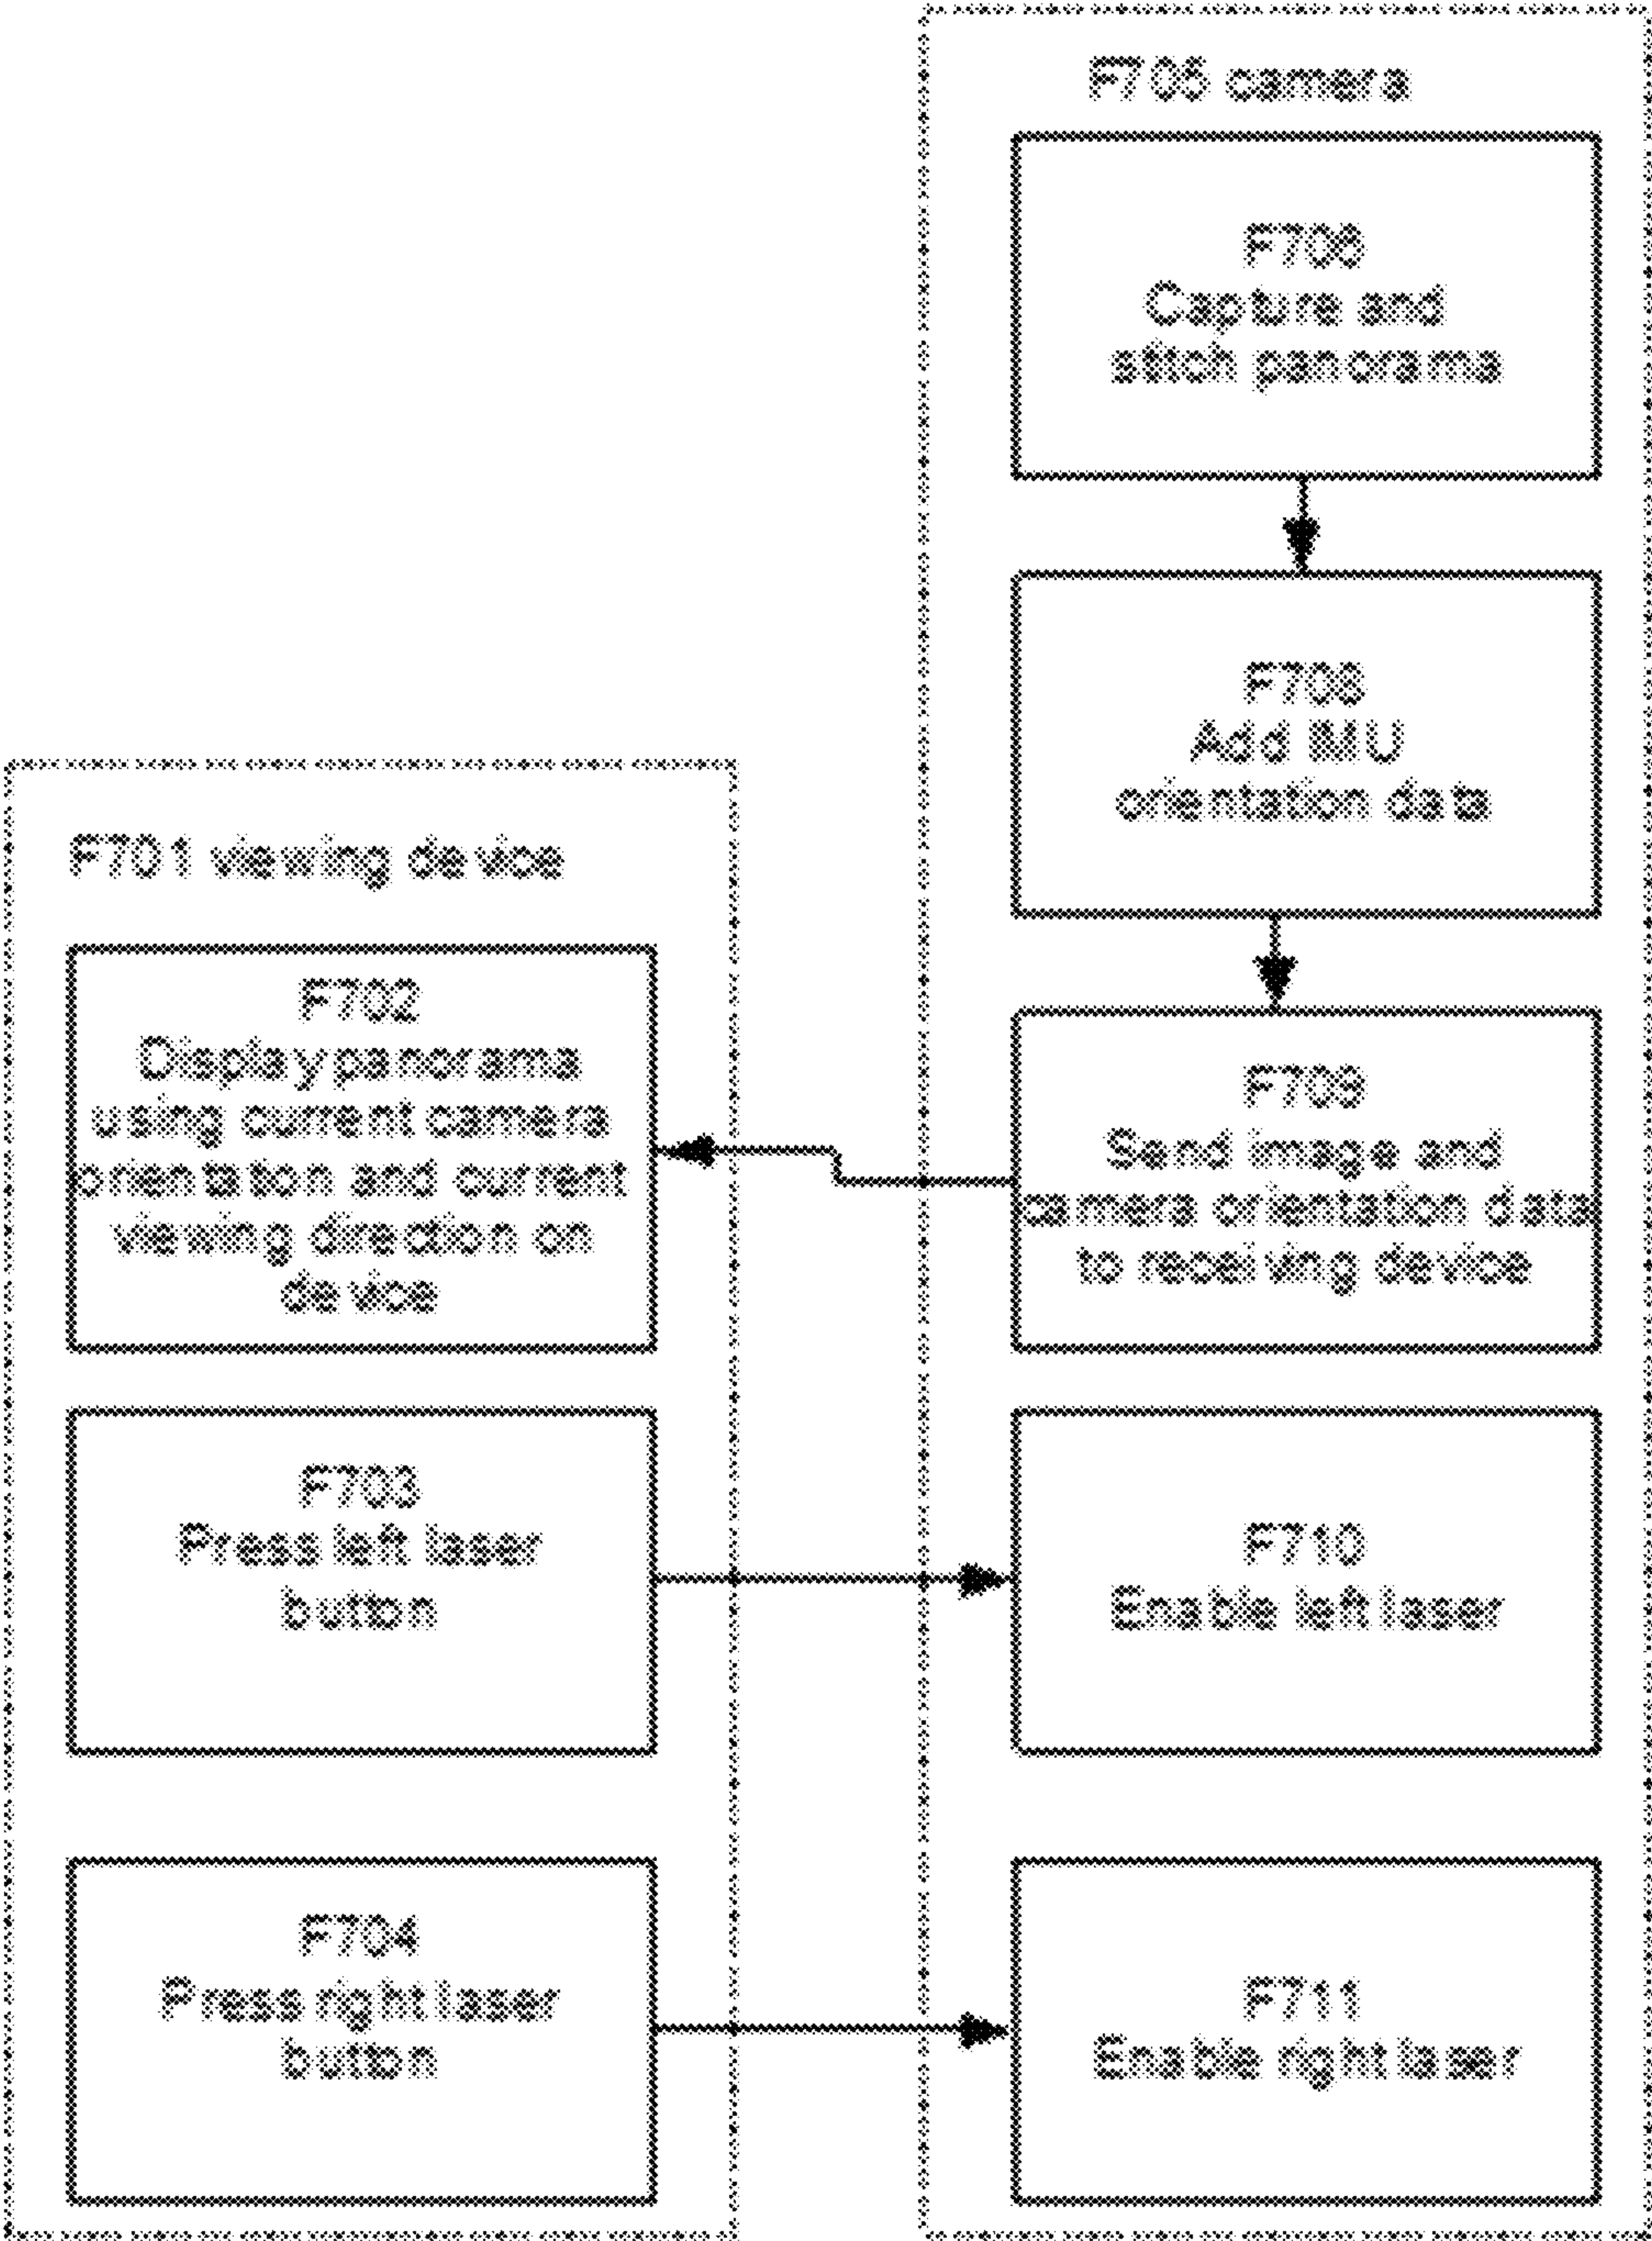 F705 camera
F706
Capture and
stitch panorama
F708
Add IMU
orientation data
F709
Send image and
camera orientation data
to receiving device
F710
Enable left laser
F711
Enable right laser
F701 viewing device
F702
Display panorama
using current camera
orientation and current
viewing direction on
device
F703
Press left laser
button
F704
Press right laser
button